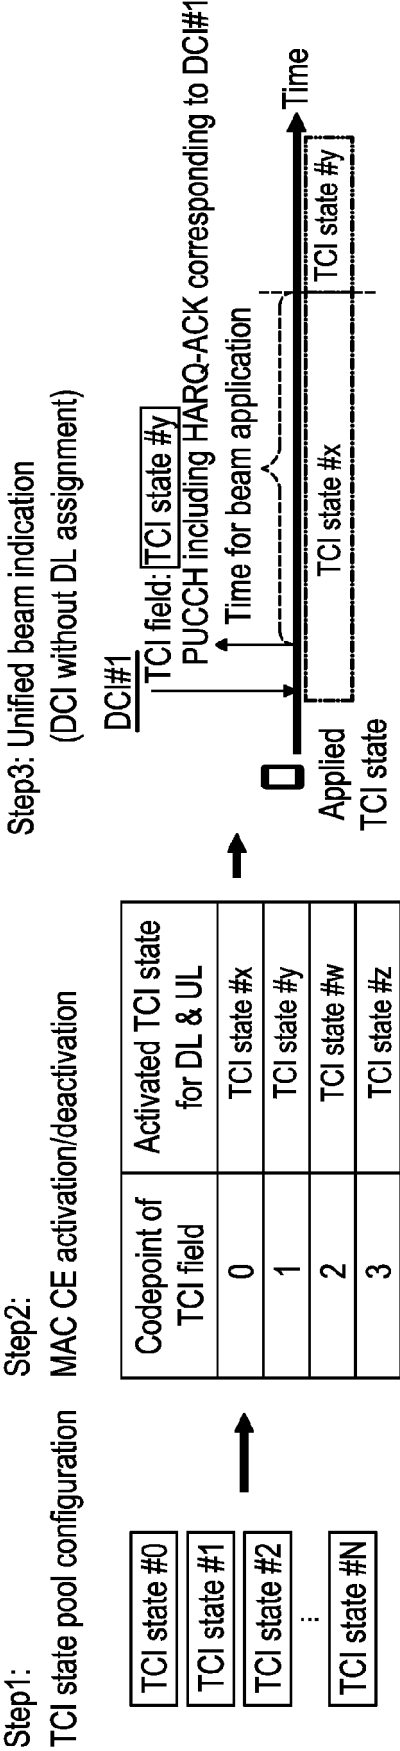 Step1:
TCI state pool configuration
TCI state #0
TCI state #1
TCI state #2
...
TCI state #N
Step2:
MAC CE activation/deactivation
Codepoint of
TCI field
Activated TCI state
for DL & UL
0
TCI state #x
1
TCI state #y
2
TCI state #w
3
TCI state #z
Step3: Unified beam indication
(DCI without DL assignment)
DCI#1
TCI field: TCI state #y
PUCCH including HARQ-ACK corresponding to DCI#1
Time for beam application
Time
Applied
TCI state
TCI state #x
TCI state #y